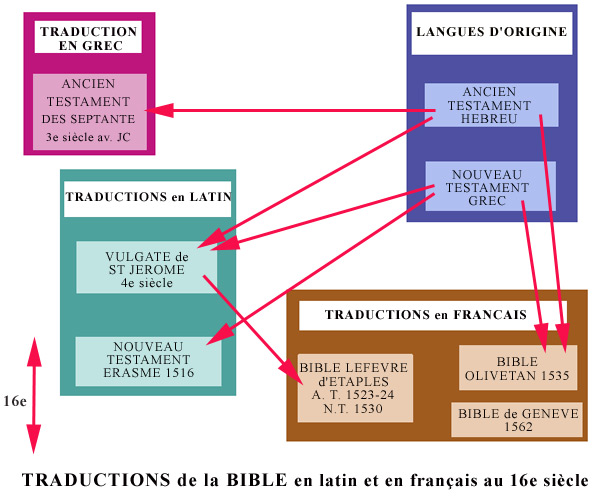 TRADUCTION
EN GREC
ANCIEN
TESTAMENT
DES SEPTANTE
3e siècle av. JC
LANGUES D'ORIGINE
ANCIEN
TESTAMENT
HEBREU
NOUVEAU
TESTAMENT
GREC
TRADUCTIONS en LATIN
VULGATE de
ST JEROME
4e siècle
NOUVEAU
TESTAMENT
ERASME 1516
TRADUCTIONS en FRANCAIS
BIBLE LEFEVRE
d'ETAPLES
A. T. 1523-24
N.T. 1530
BIBLE
OLIVETAN 1535
BIBLE de GENEVE
1562
16e
TRADUCTIONS de la BIBLE en latin et en français au 16e siècle